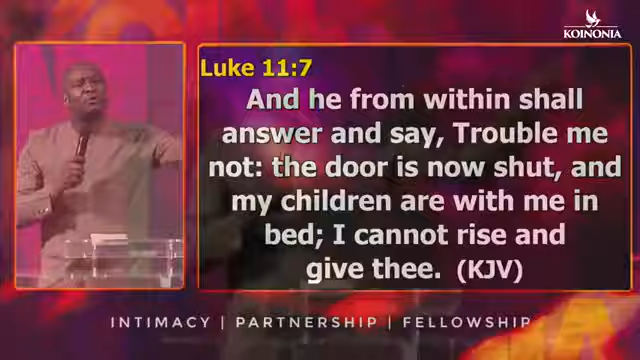 KOINONIA
Luke 11:7
And he from within shall
answer and say, Trouble me
not: the door is now shut, and
my children are with me in
bed; I cannot rise and
give thee. (KJV)
INTIMACY | PARTNERSHIP | FELLOWSHIP